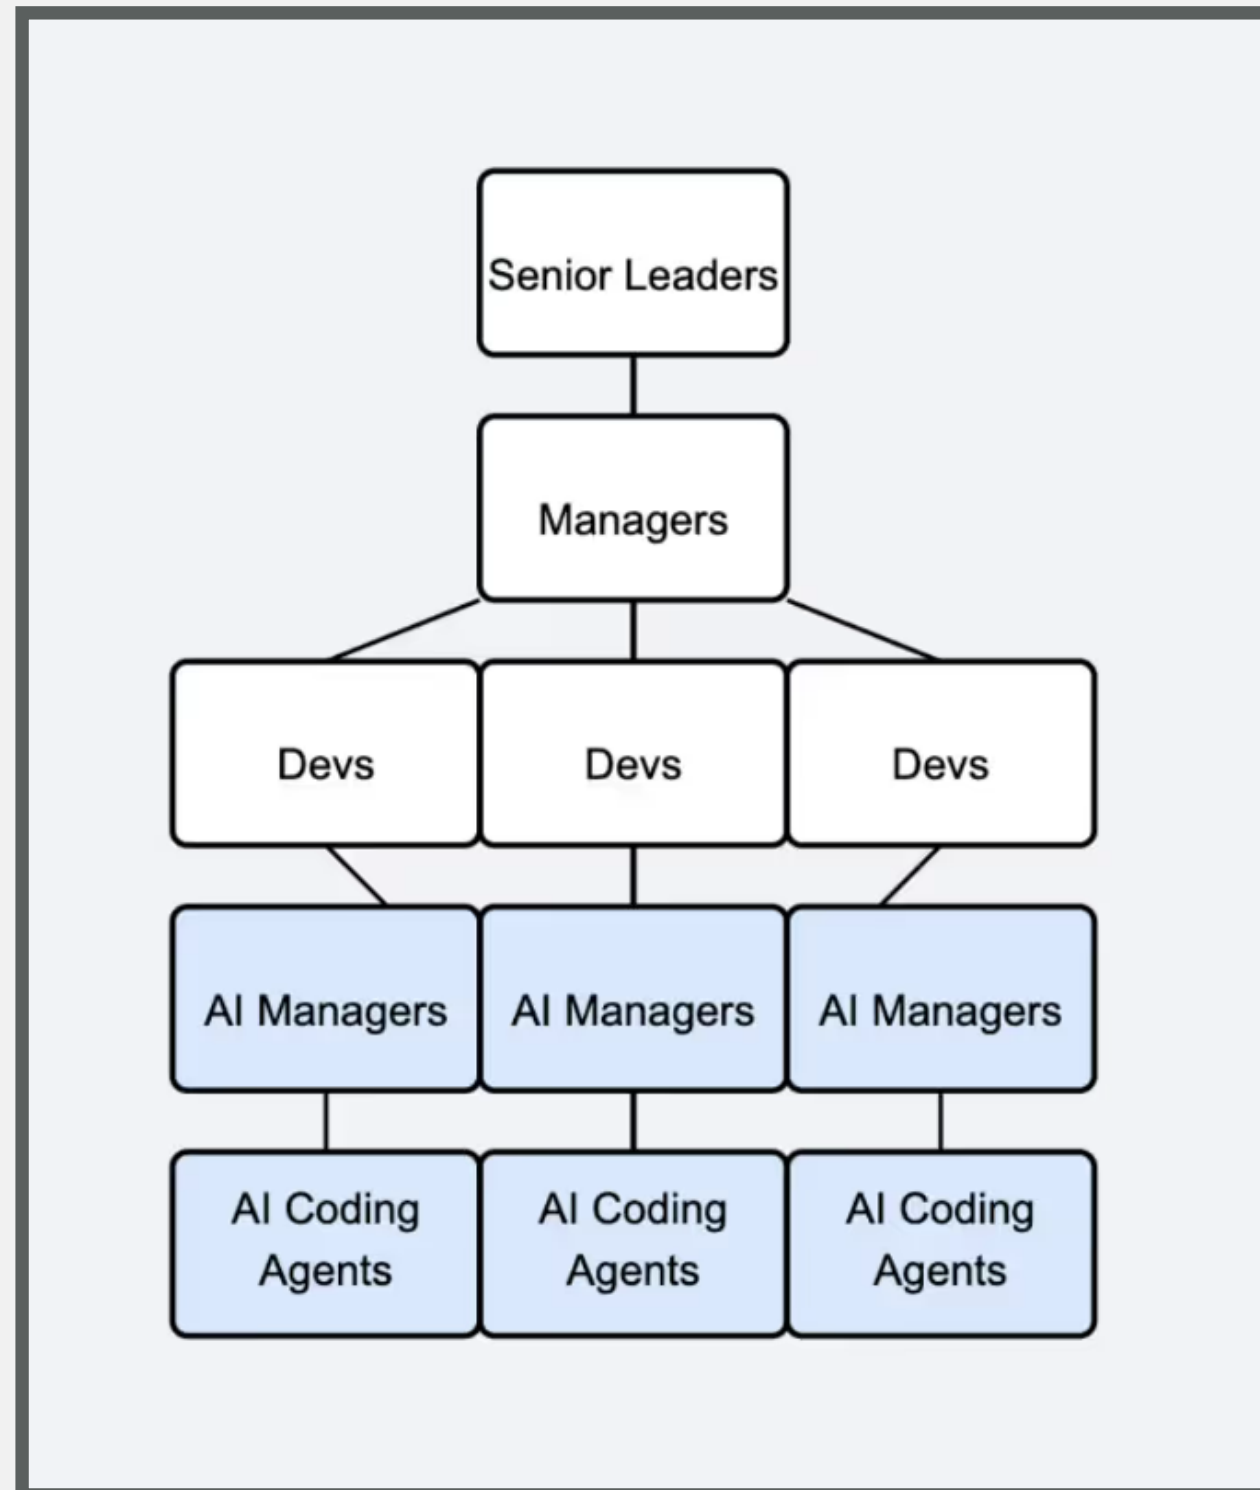 Senior Leaders
Managers
Devs
Devs
Devs
AI Managers
AI Managers
AI Managers
AI Coding
Agents
AI Coding
Agents
AI Coding
Agents